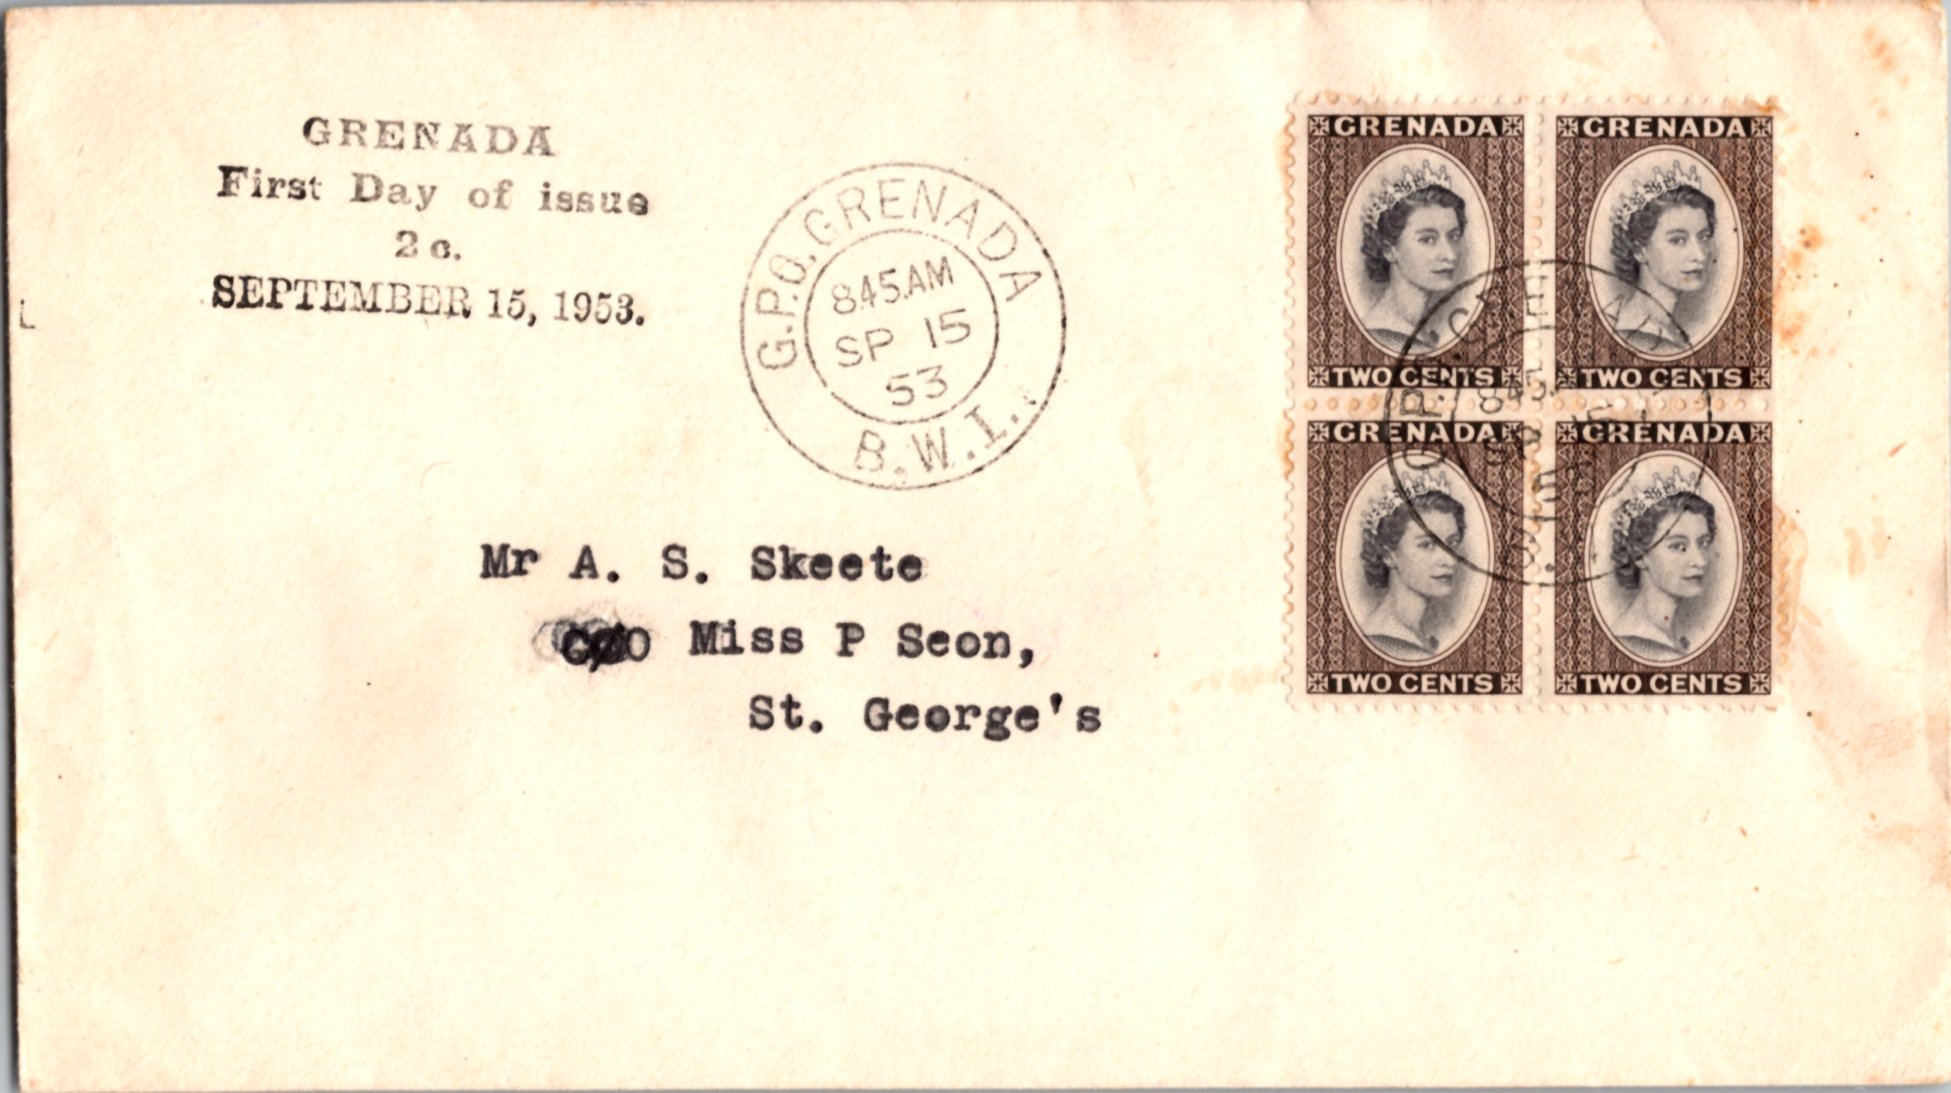 GRENADA
First Day of issue
2 c.
SEPTEMBER 15, 1953.
G.P.O. GRENADA
8.45 AM
SP 15
53
B.W.I.
GRENADA
TWO CENTS
GRENADA
TWO CENTS
GRENADA
TWO CENTS
GRENADA
TWO CENTS
Mr A. S. Skeete
Miss P Seon,
St. George's